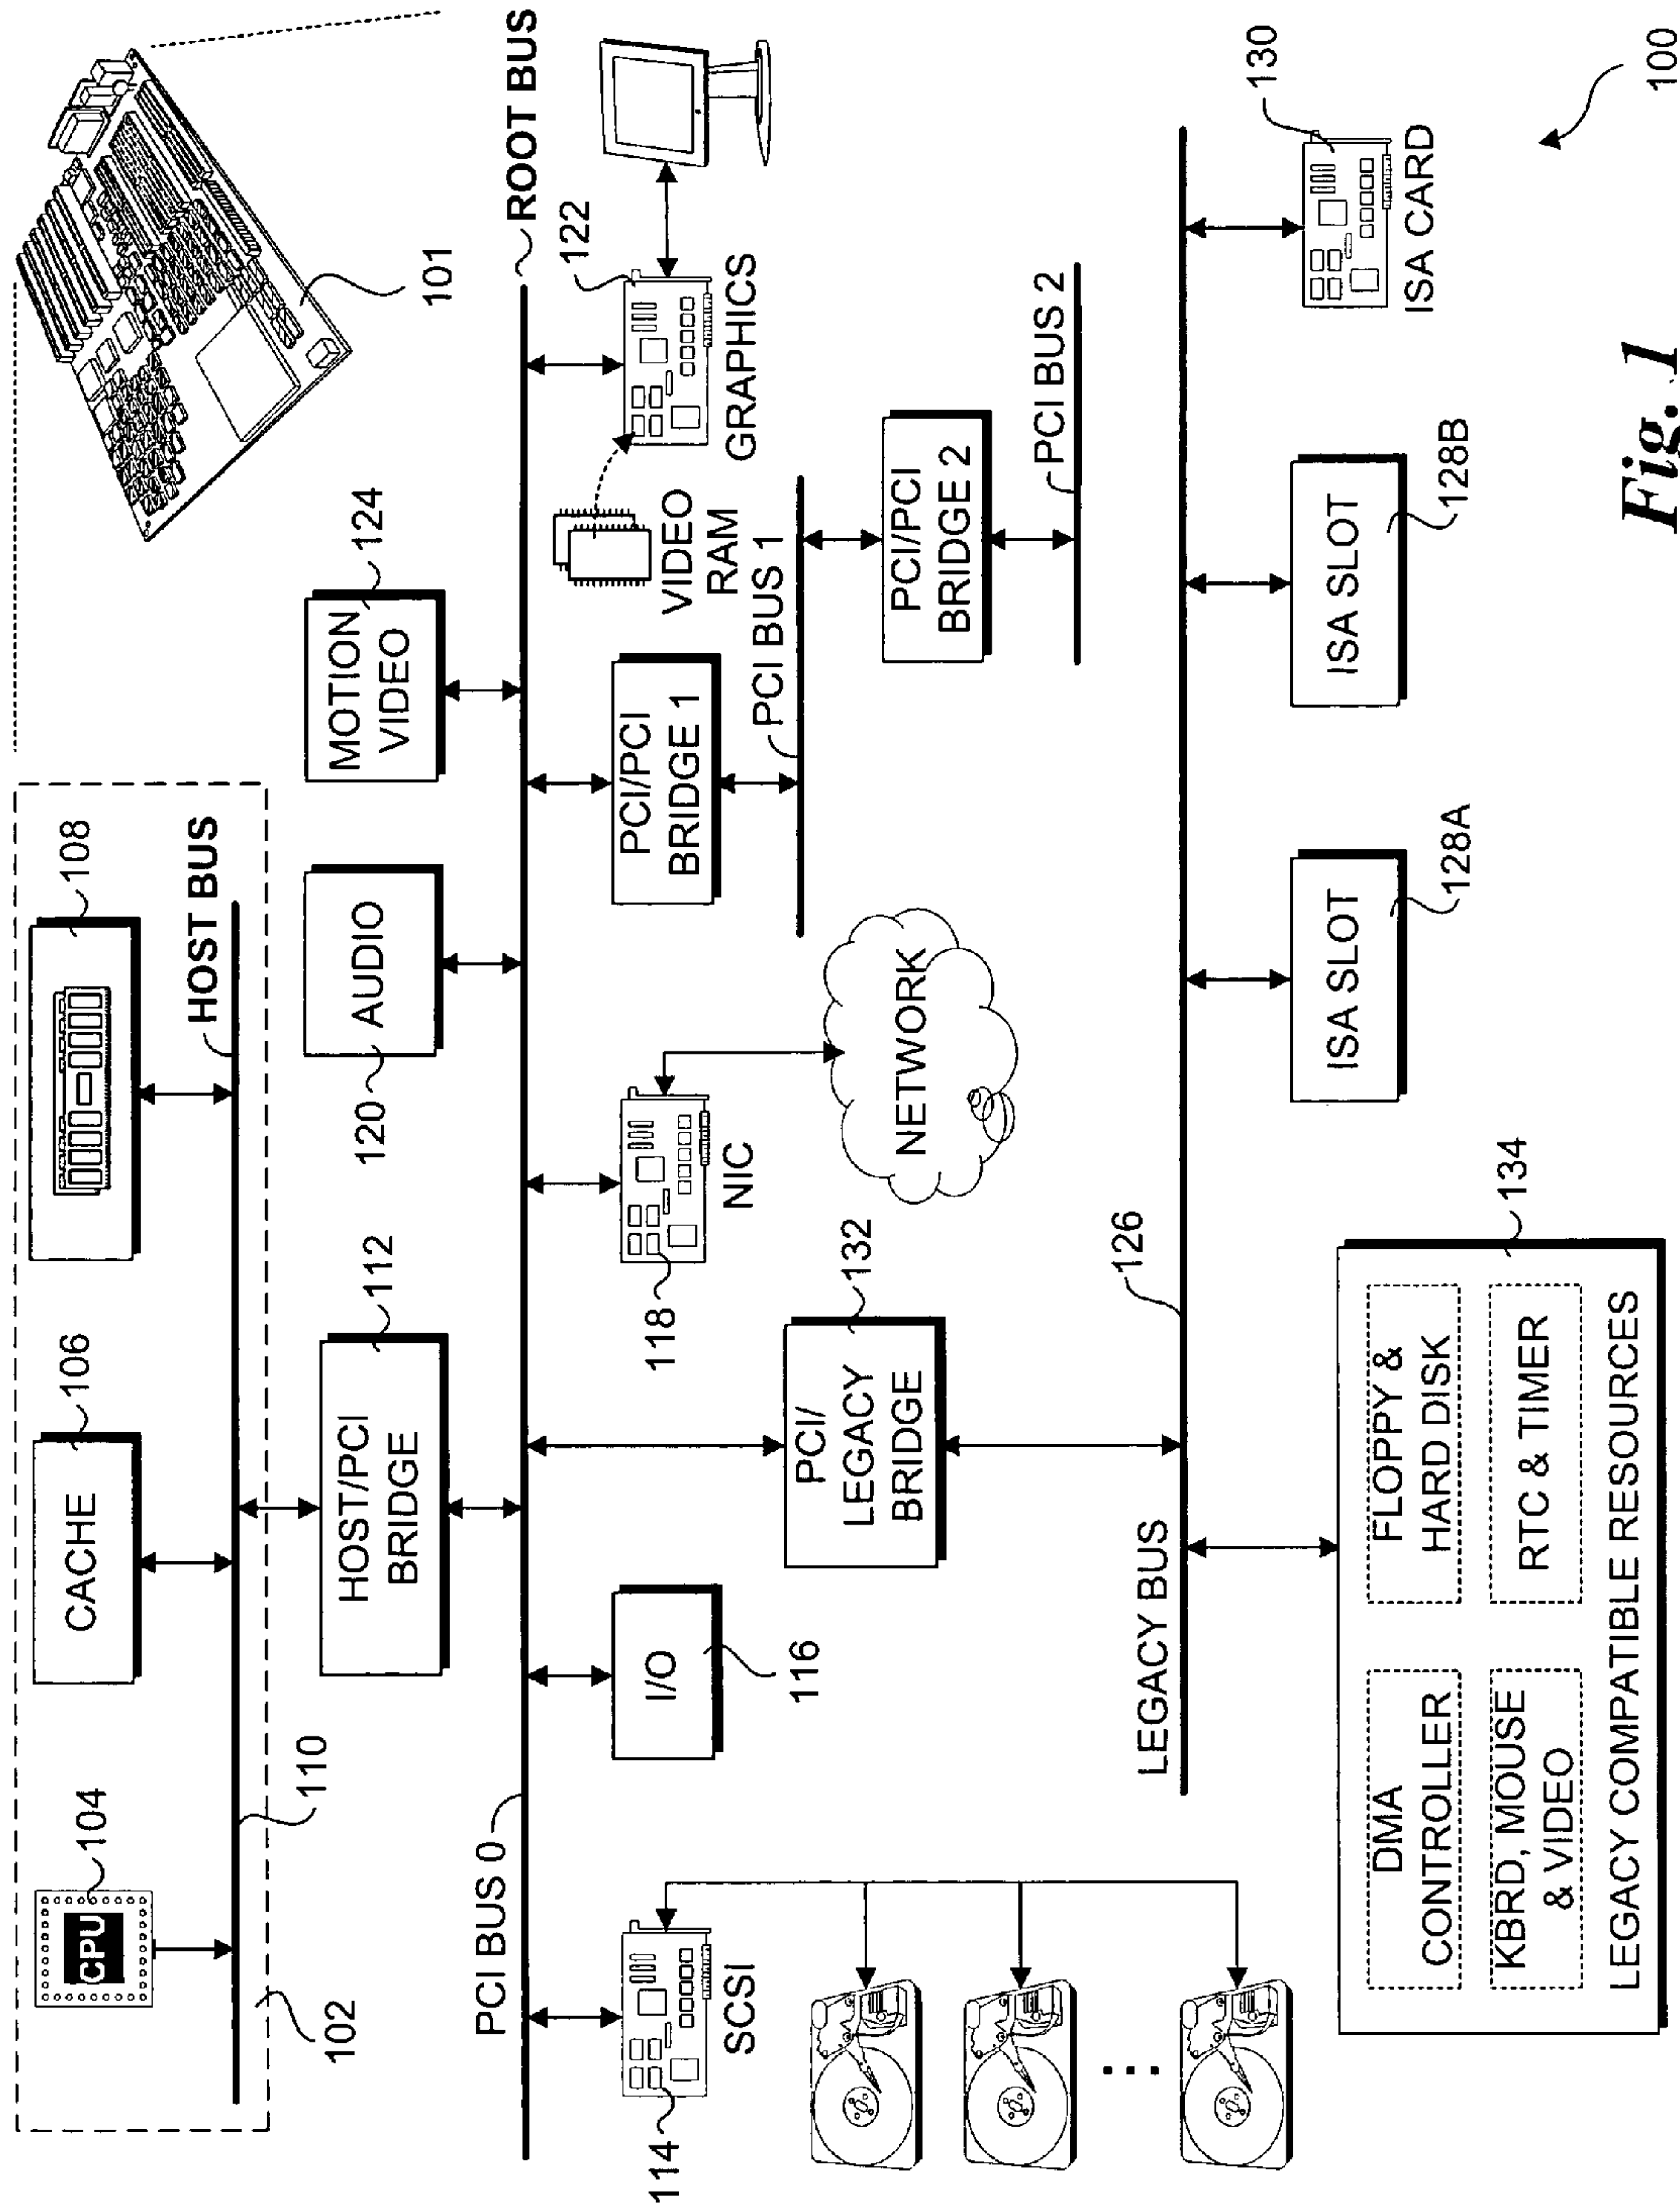 CPU
104
CACHE
106
108
HOST BUS
101
102
110
HOST/PCI
BRIDGE
112
120
AUDIO
MOTION
VIDEO
124
PCI BUS 0
ROOT BUS
114
SCSI
I/O
116
118
NIC
PCI/PCI
BRIDGE 1
VIDEO
RAM
122
GRAPHICS
PCI/
LEGACY
BRIDGE
132
NETWORK
PCI BUS 1
PCI/PCI
BRIDGE 2
PCI BUS 2
LEGACY BUS
126
DMA
CONTROLLER
FLOPPY &
HARD DISK
KBRD, MOUSE
& VIDEO
RTC & TIMER
LEGACY COMPATIBLE RESOURCES
134
ISA SLOT
128A
ISA SLOT
128B
130
ISA CARD
100
Fig. 1